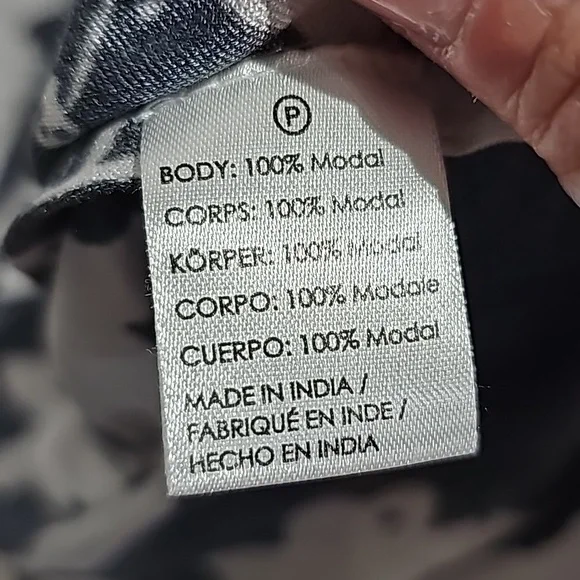 P
BODY: 100% Modal
CORPS: 100% Modal
KÖRPER: 100% Modal
CORPO: 100% Modale
CUERPO: 100% Modal
MADE IN INDIA /
FABRIQUÉ EN INDE /
HECHO EN INDIA